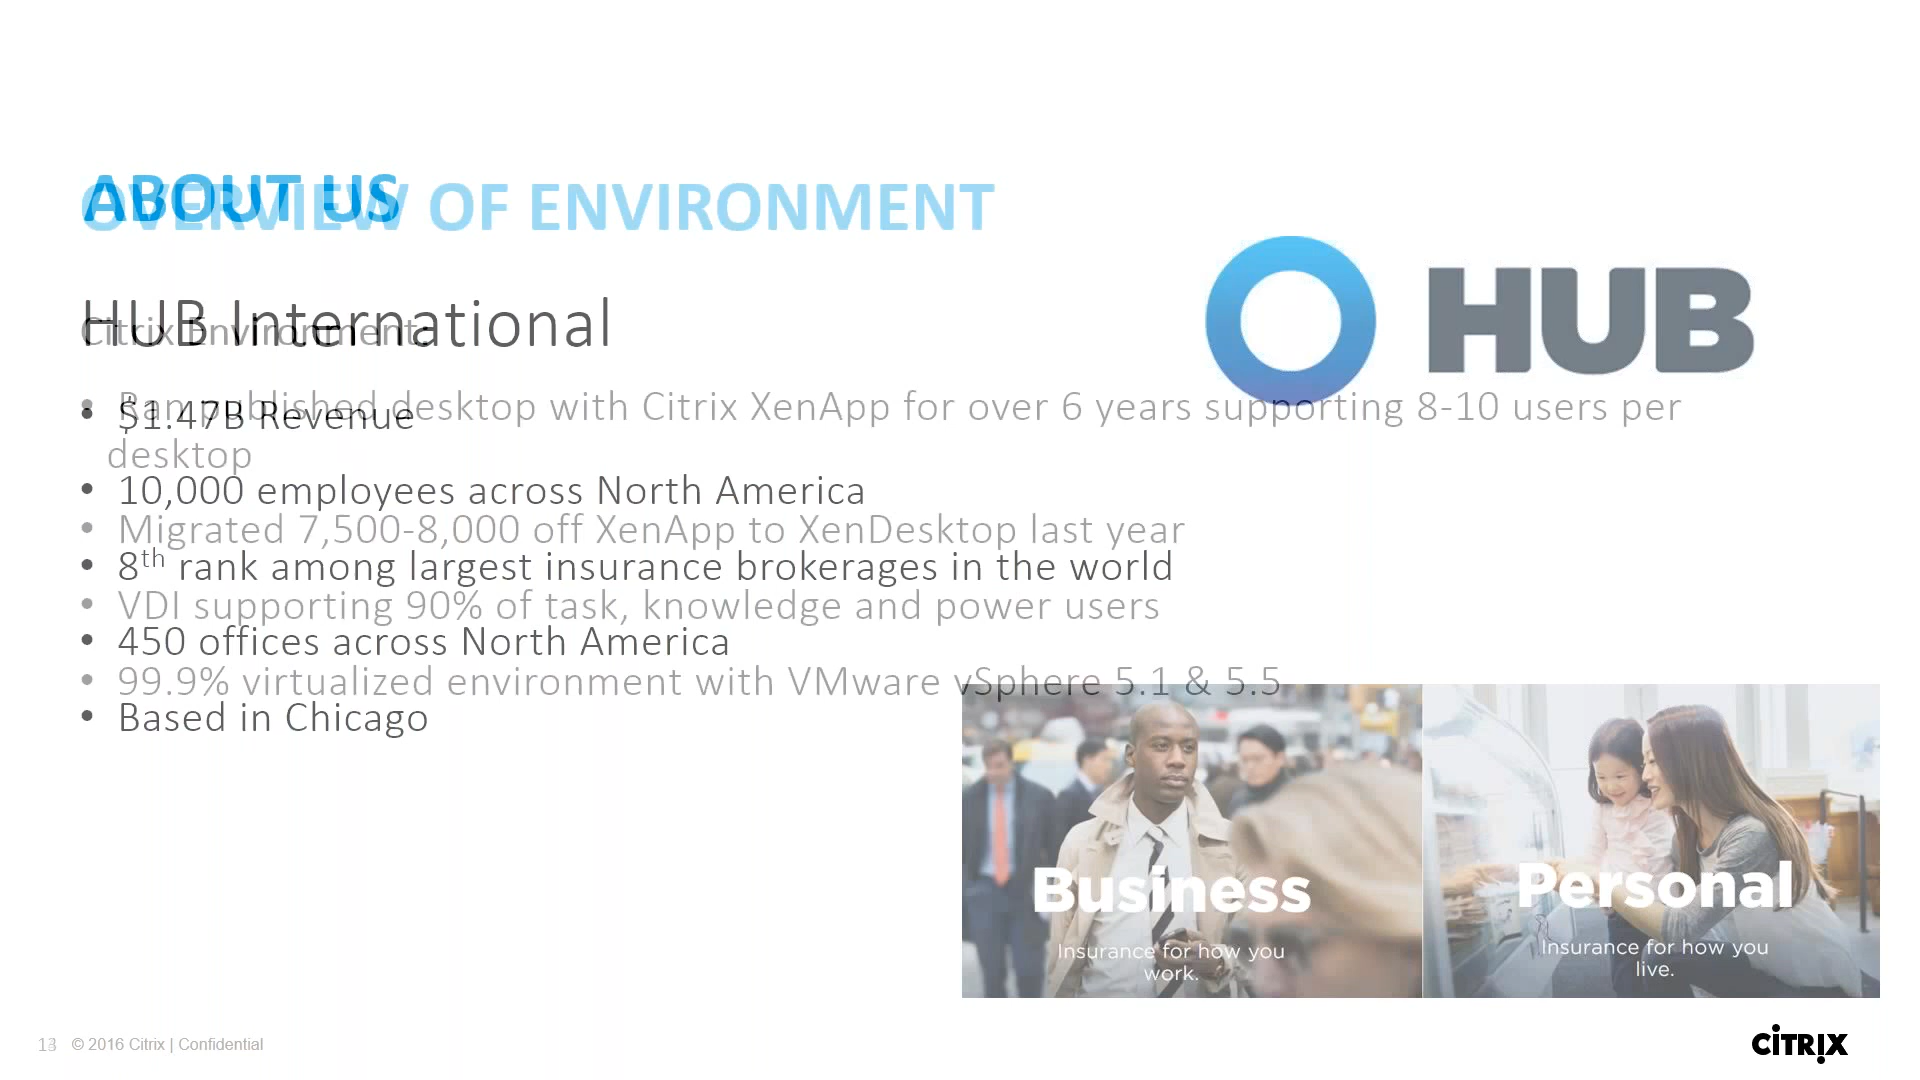 ABOUT US
OVERVIEW OF ENVIRONMENT
HUB
HUB International
Citrix Environment:
• $1.47B Revenue
• Ran published desktop with Citrix XenApp for over 6 years supporting 8-10 users per
desktop
• 10,000 employees across North America
• Migrated 7,500-8,000 off XenApp to XenDesktop last year
• 8th rank among largest insurance brokerages in the world
• VDI supporting 90% of task, knowledge and power users
• 450 offices across North America
• 99.9% virtualized environment with VMware vSphere 5.1 & 5.5
• Based in Chicago
Business
Insurance for how you
work.
Personal
Insurance for how you
live.
© 2016 Citrix | Confidential
CITRIX